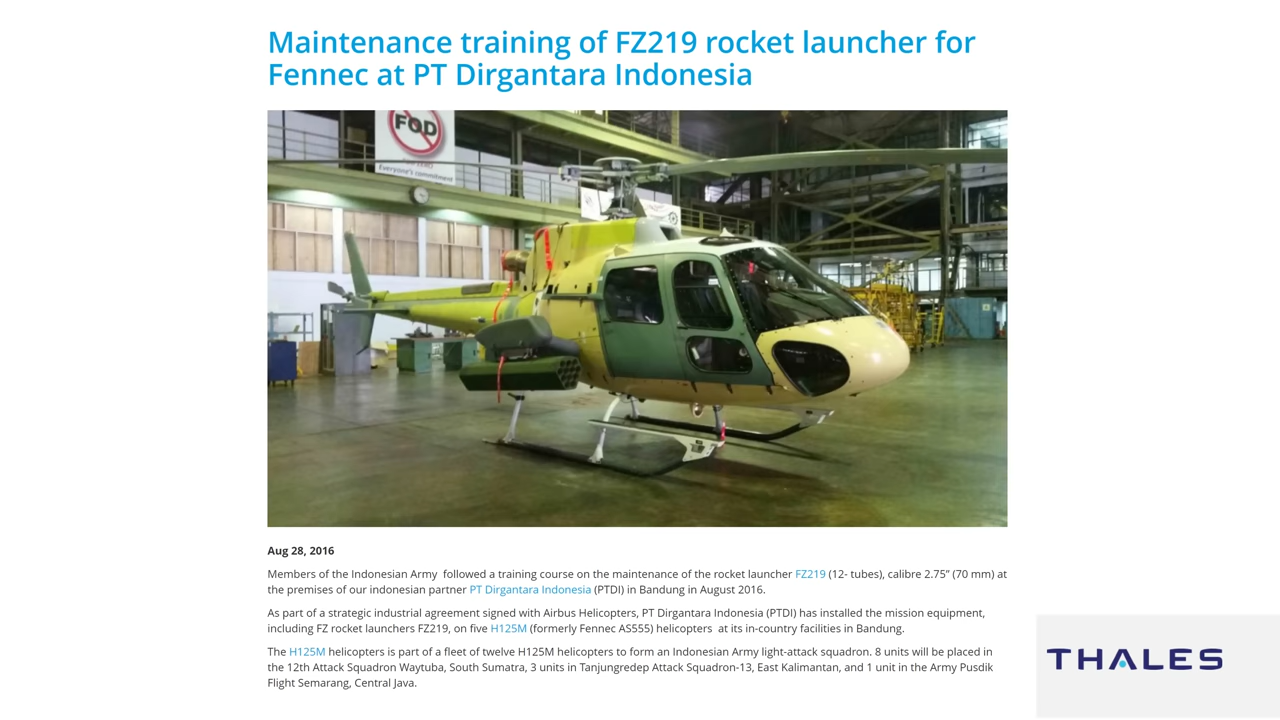 Maintenance training of FZ219 rocket launcher for
Fennec at PT Dirgantara Indonesia
FOD
Everyone's commitment
Aug 28, 2016
Members of the Indonesian Army  followed a training course on the maintenance of the rocket launcher FZ219 (12- tubes), calibre 2.75” (70 mm) at
the premises of our indonesian partner PT Dirgantara Indonesia (PTDI) in Bandung in August 2016.
As part of a strategic industrial agreement signed with Airbus Helicopters, PT Dirgantara Indonesia (PTDI) has installed the mission equipment,
including FZ rocket launchers FZ219, on five H125M (formerly Fennec AS555) helicopters  at its in-country facilities in Bandung.
The H125M helicopters is part of a fleet of twelve H125M helicopters to form an Indonesian Army light-attack squadron. 8 units will be placed in
the 12th Attack Squadron Waytuba, South Sumatra, 3 units in Tanjungredep Attack Squadron-13, East Kalimantan, and 1 unit in the Army Pusdik
Flight Semarang, Central Java.
THALES